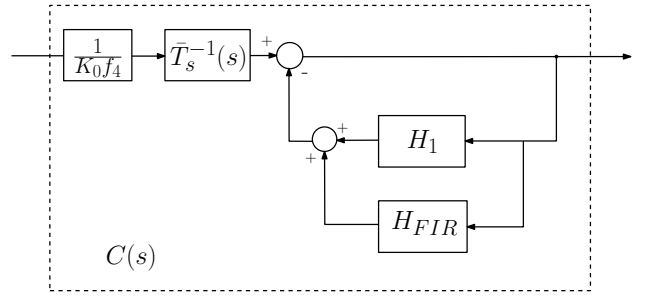 1/(K_0 f_4)
T̄_s^{-1}(s)
+
-
+
H_1
+
H_{FIR}
C(s)